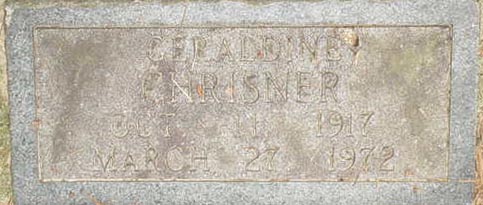 GERALDINE
CHRISNER
OCT 11 1917
MARCH 27 1972